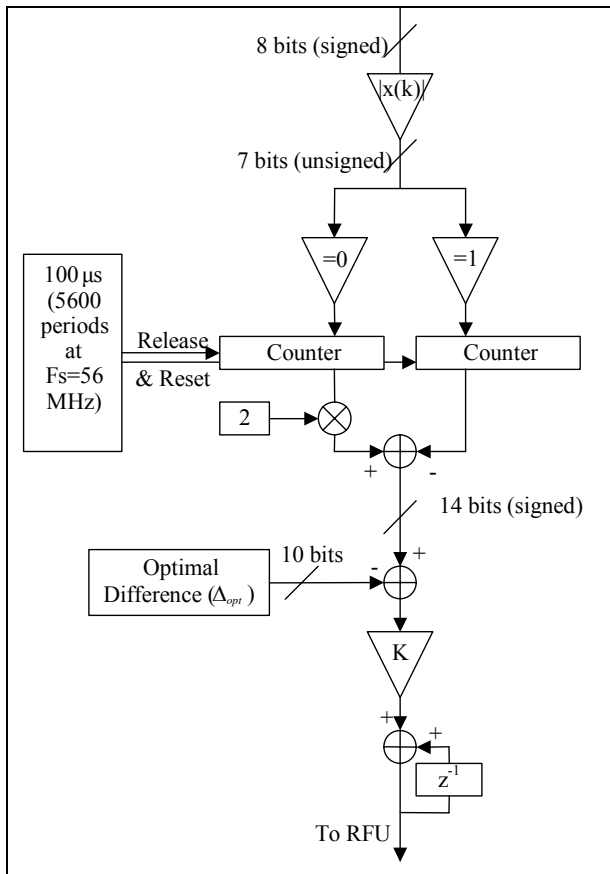 8 bits (signed)
|x(k)|
7 bits (unsigned)
=0
=1
100 µs
(5600
periods
at
Fs=56
MHz)
Release
& Reset
Counter
Counter
2
+
-
14 bits (signed)
10 bits
Optimal
Difference (Δopt)
-
+
K
+
+
z-1
To RFU